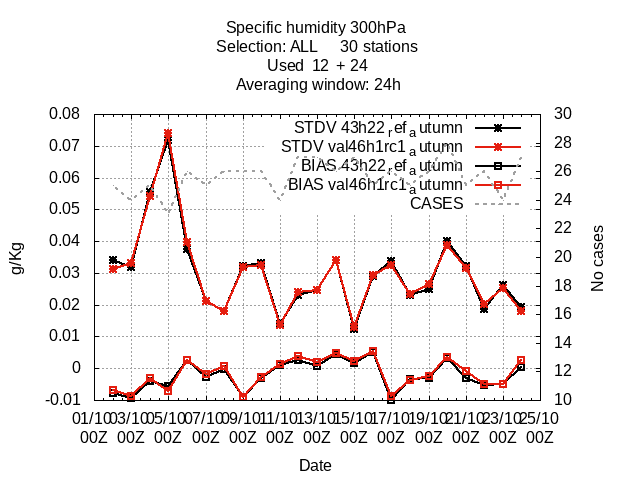 Specific humidity 300hPa
Selection: ALL 30 stations
Used 12 + 24
Averaging window: 24h
STDV 43h22refautumn
STDV val46h1rc1autumn
BIAS 43h22refautumn
BIAS val46h1rc1autumn
CASES
g/Kg
0.08
0.07
0.06
0.05
0.04
0.03
0.02
0.01
0
-0.01
30
28
26
24
22
20
18
16
14
12
10
No cases
01/10 03/10 05/10 07/10 09/10 11/10 13/10 15/10 17/10 19/10 21/10 23/10 25/10
00Z 00Z 00Z 00Z 00Z 00Z 00Z 00Z 00Z 00Z 00Z 00Z 00Z
Date